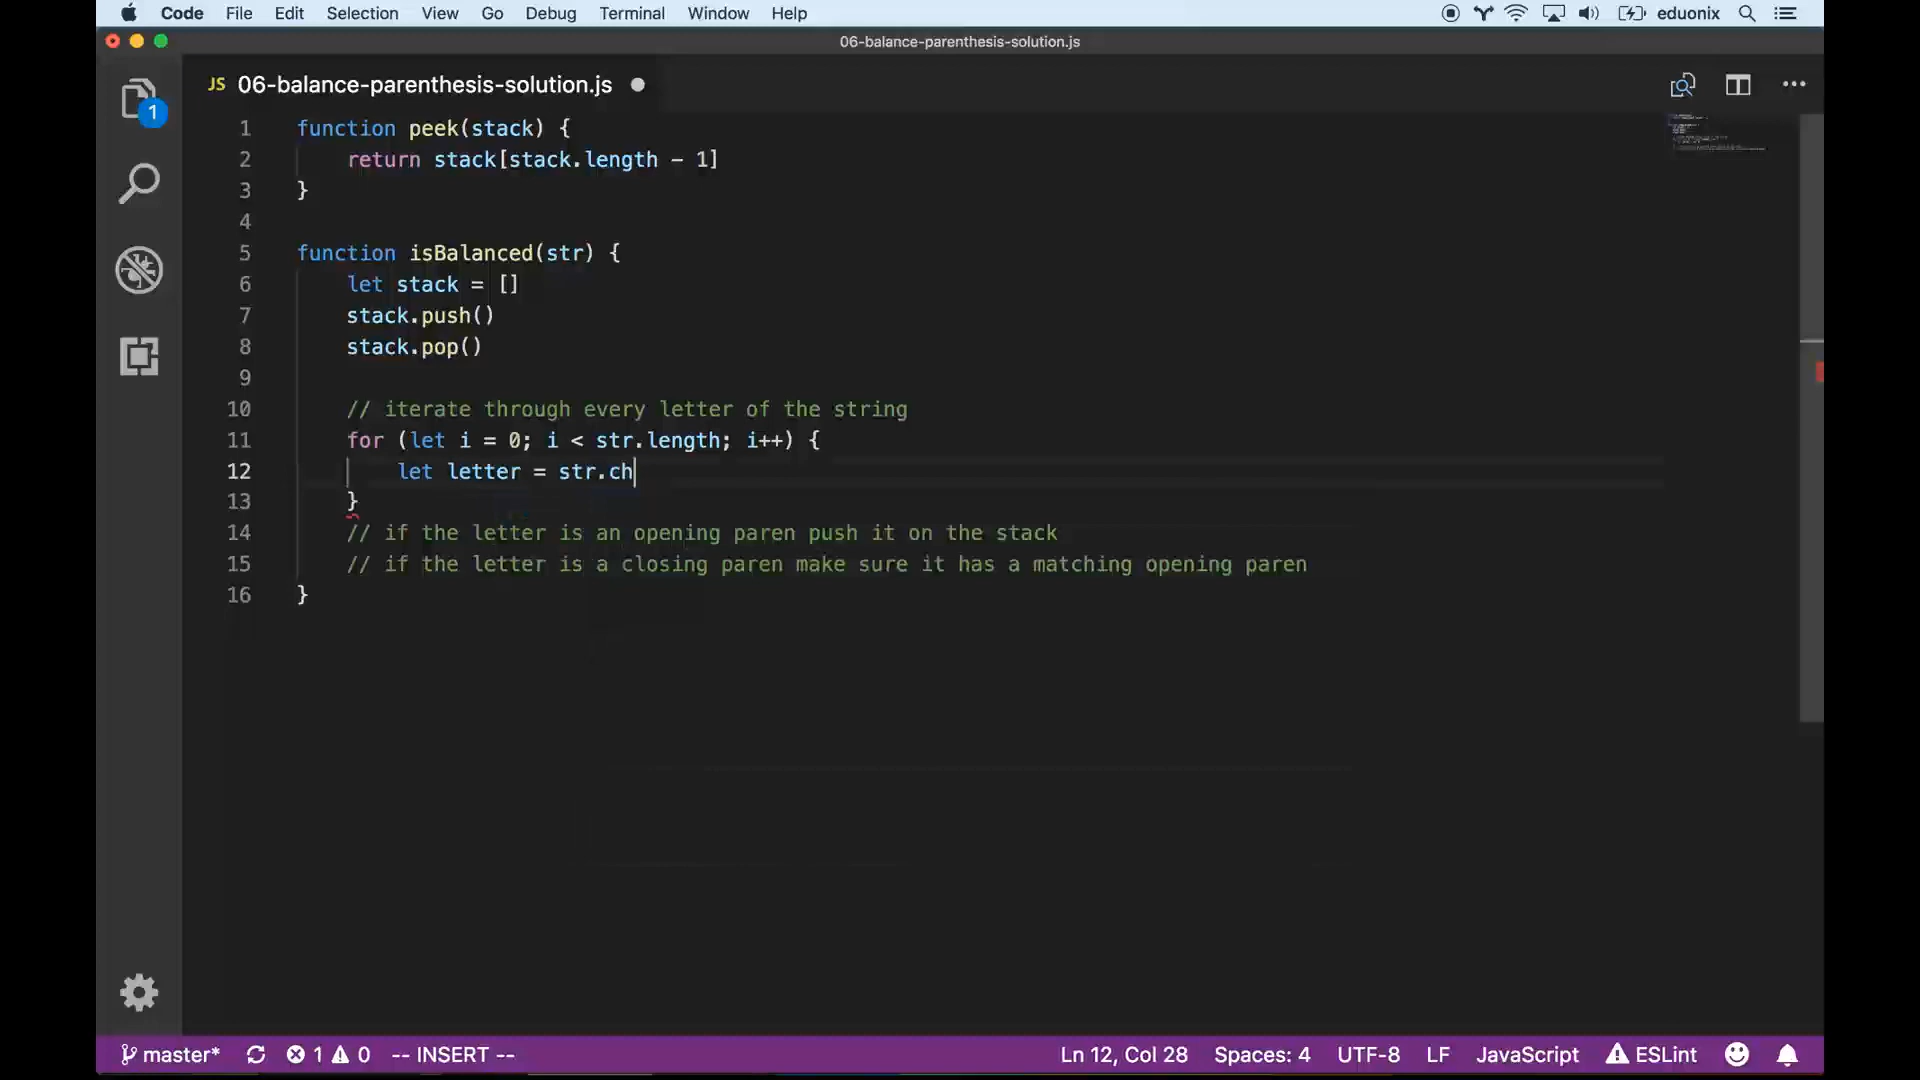 Code File Edit Selection View Go Debug Terminal Window Help eduonix
06-balance-parenthesis-solution.js
JS 06-balance-parenthesis-solution.js
1
1 function peek(stack) {
2 return stack[stack.length - 1]
3 }
4
5 function isBalanced(str) {
6 let stack = []
7 stack.push()
8 stack.pop()
9
10 // iterate through every letter of the string
11 for (let i = 0; i < str.length; i++) {
12 let letter = str.ch
13 }
14 // if the letter is an opening paren push it on the stack
15 // if the letter is a closing paren make sure it has a matching opening paren
16 }
master* 1 0 -- INSERT -- Ln 12, Col 28 Spaces: 4 UTF-8 LF JavaScript ESLint